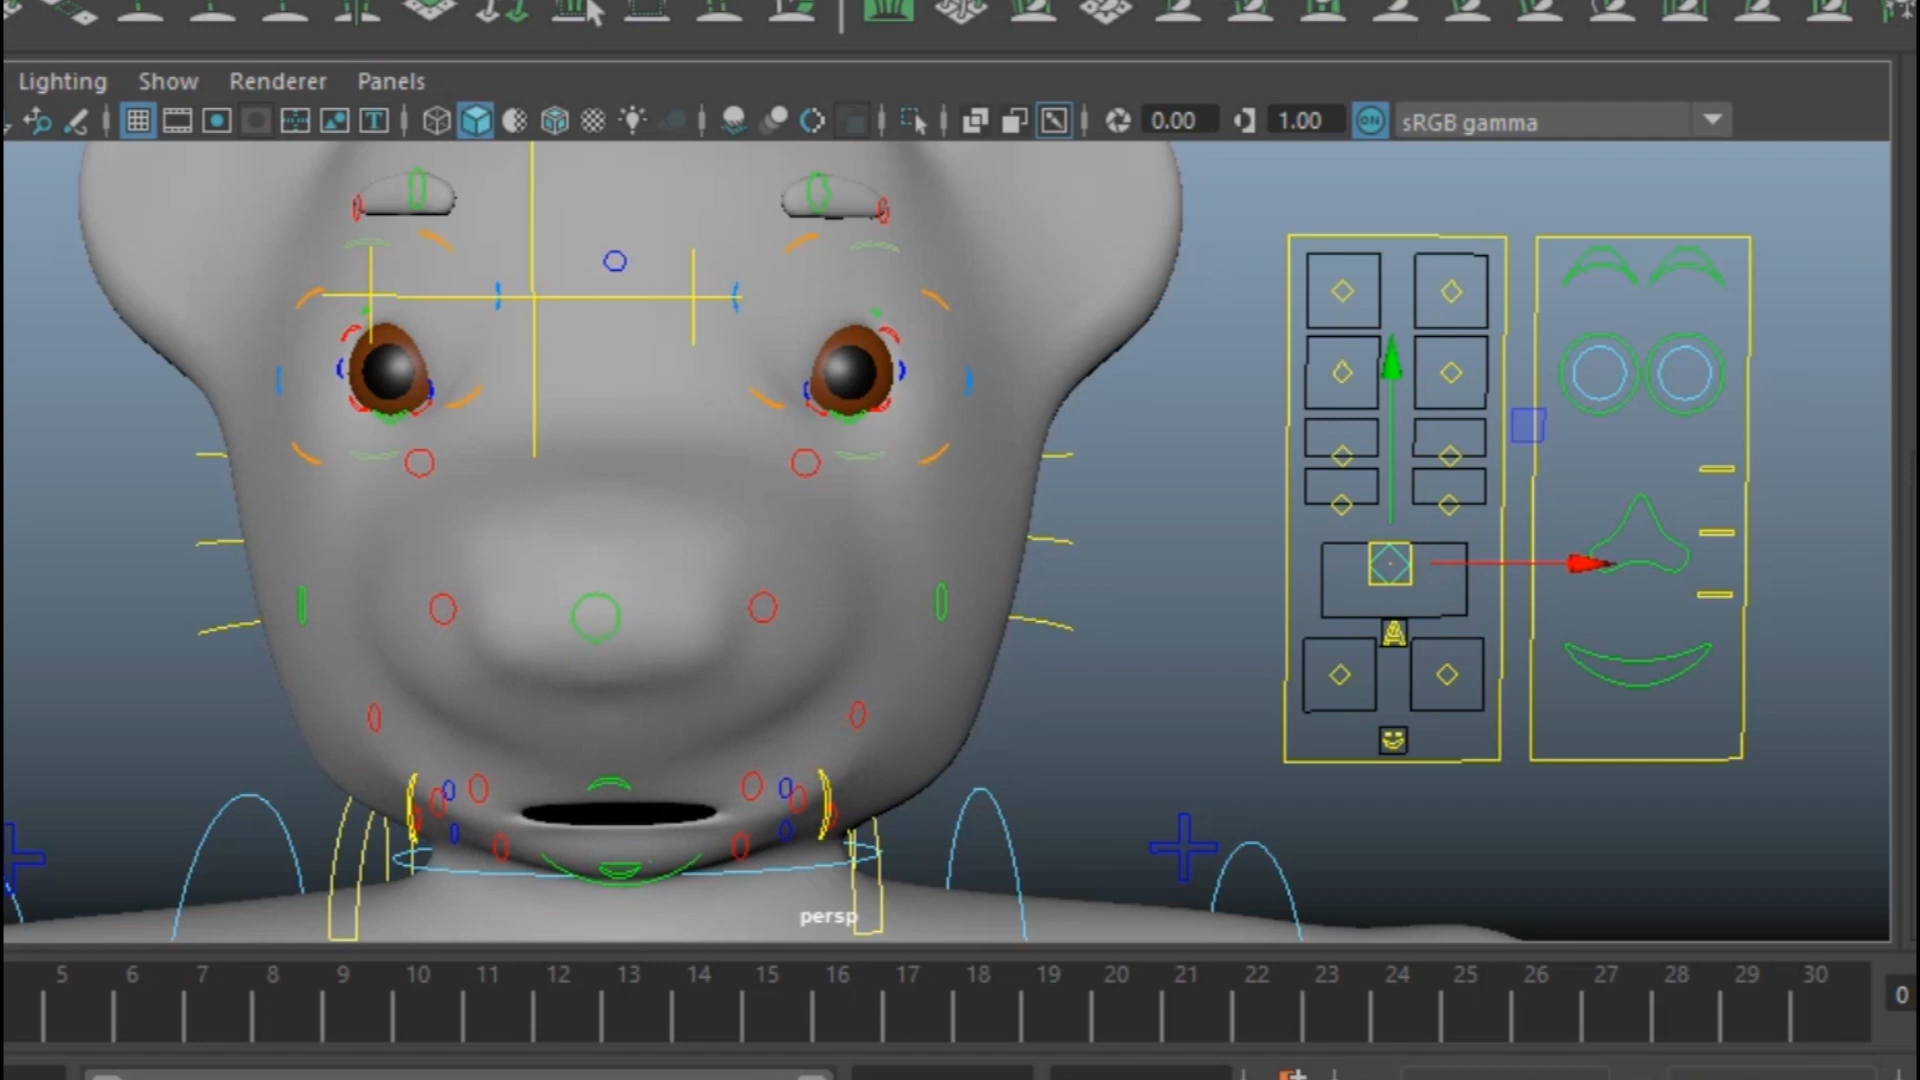 Lighting Show Renderer Panels
T 0.00 1.00 ON sRGB gamma
persp
5 6 7 8 9 10 11 12 13 14 15 16 17 18 19 20 21 22 23 24 25 26 27 28 29 30
0